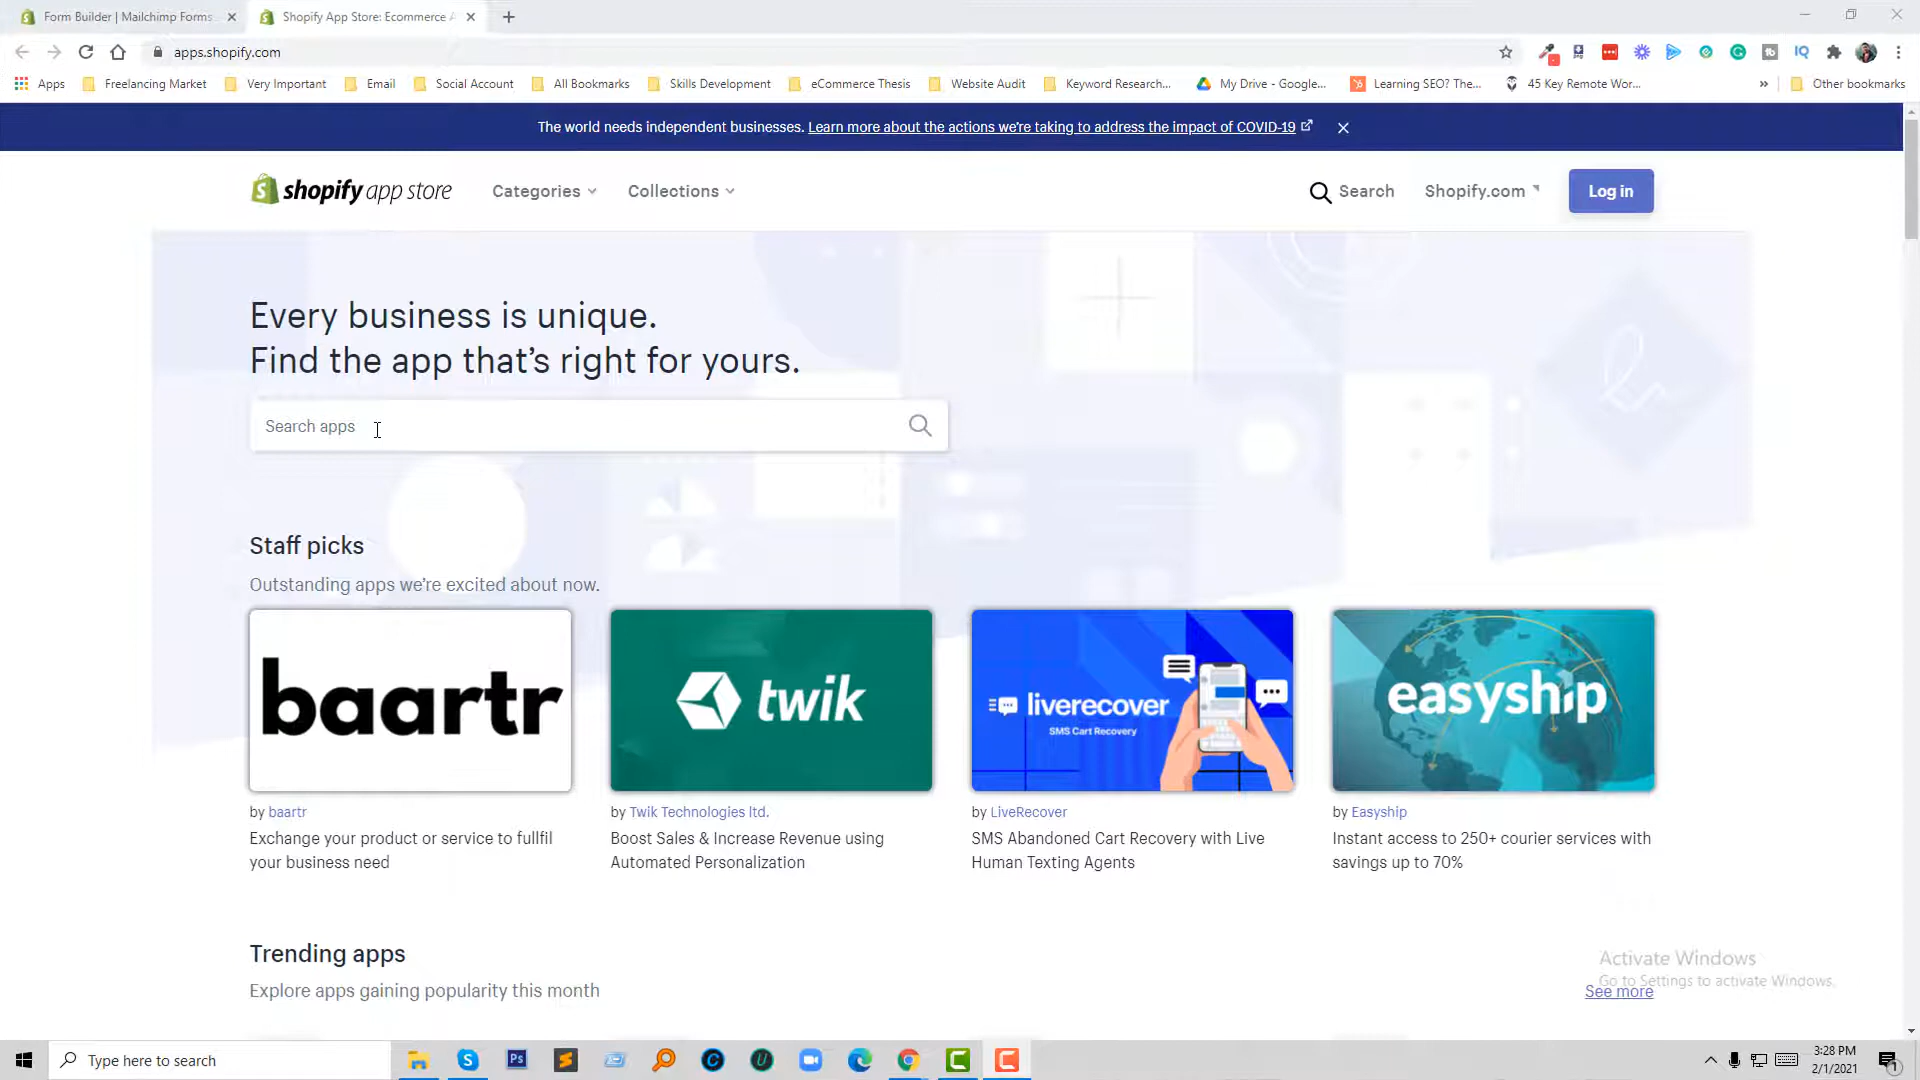 Form Builder | Mailchimp Forms
Shopify App Store: Ecommerce A
apps.shopify.com
Apps
Freelancing Market
Very Important
Email
Social Account
All Bookmarks
Skills Development
eCommerce Thesis
Website Audit
Keyword Research...
My Drive - Google...
Learning SEO? The...
45 Key Remote Wor...
Other bookmarks
The world needs independent businesses. Learn more about the actions we're taking to address the impact of COVID-19
shopify app store
Categories
Collections
Search
Shopify.com
Log in
Every business is unique.
Find the app that's right for yours.
Search apps
Staff picks
Outstanding apps we're excited about now.
baartr
twik
liverecover
SMS Cart Recovery
easyship
by baartr
Exchange your product or service to fullfil
your business need
by Twik Technologies ltd.
Boost Sales & Increase Revenue using
Automated Personalization
by LiveRecover
SMS Abandoned Cart Recovery with Live
Human Texting Agents
by Easyship
Instant access to 250+ courier services with
savings up to 70%
Trending apps
Explore apps gaining popularity this month
See more
Activate Windows
Go to Settings to activate Windows.
Type here to search
Ps
3:28 PM
2/1/2021